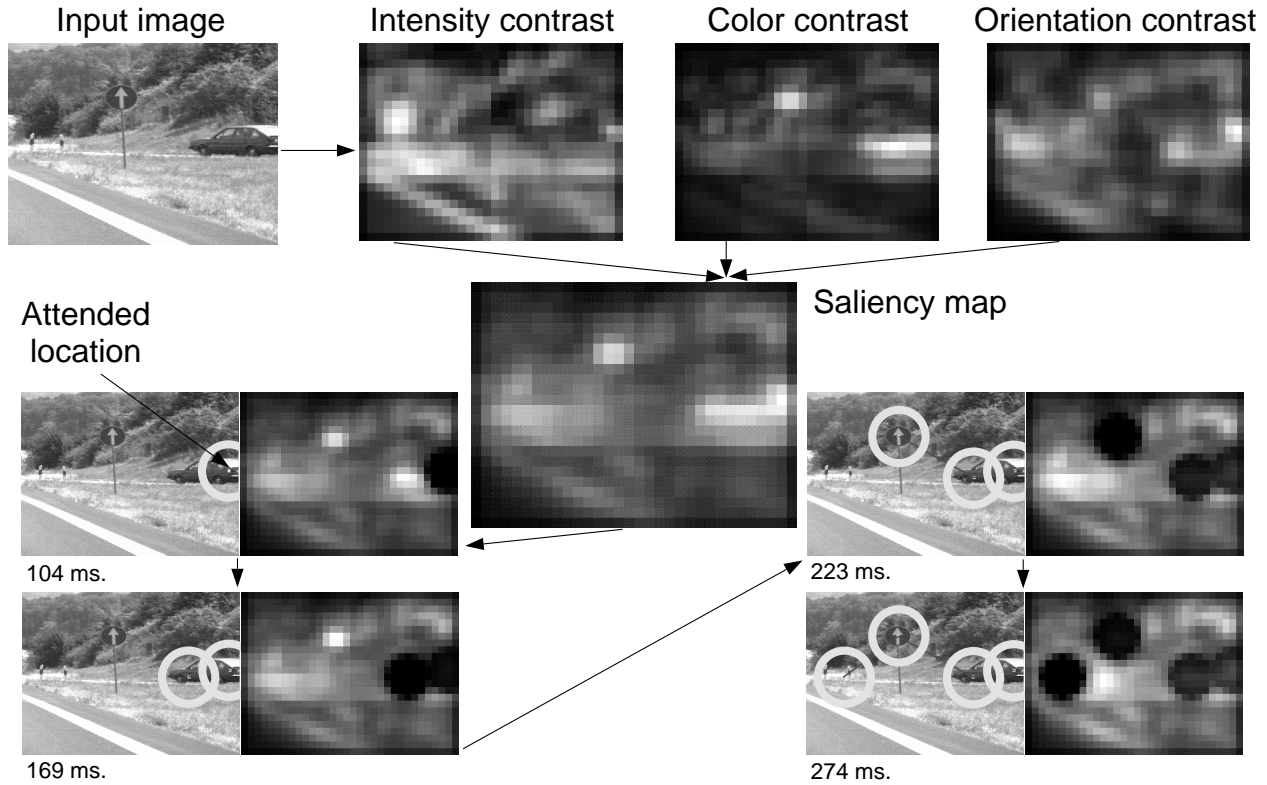 Input image
Intensity contrast
Color contrast
Orientation contrast
Saliency map
Attended
location
104 ms.
169 ms.
223 ms.
274 ms.